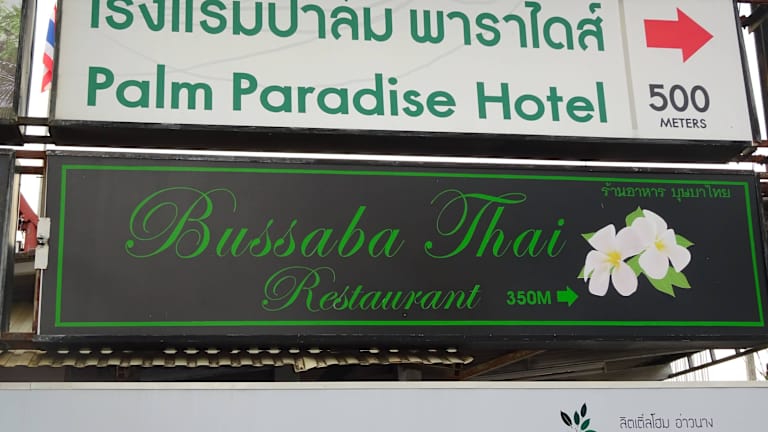 โรงแรมปาล์ม พาราไดส์
Palm Paradise Hotel
500
METERS
ร้านอาหาร บุษบาไทย
Bussaba Thai
Restaurant 350M
ลิตเติ้ลโฮม อ่าวนาง